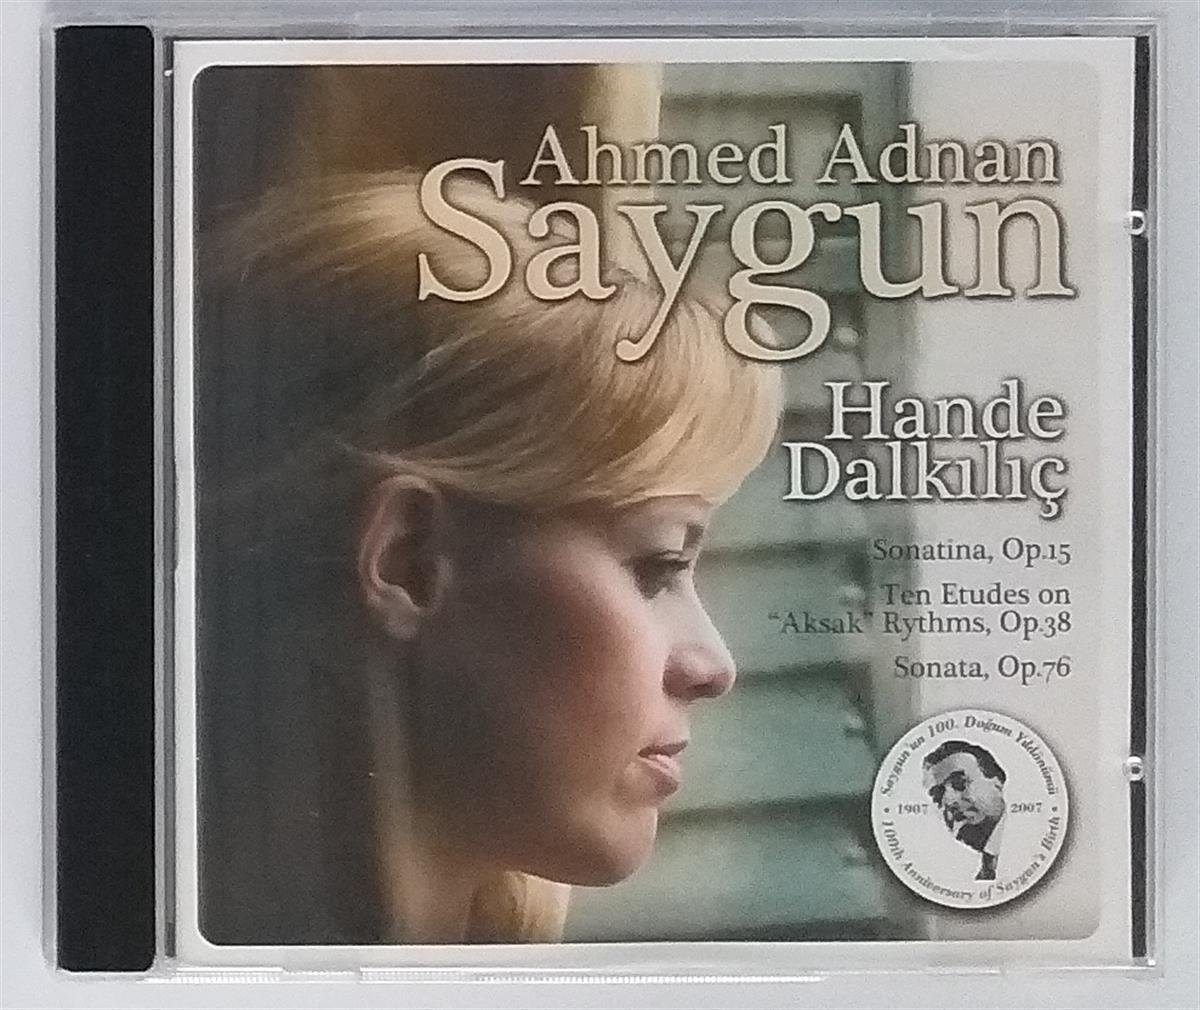 Ahmed Adnan
Saygun
Hande
Dalkılıç
Sonatina, Op.15
Ten Etudes on
“Aksak” Rythms, Op.38
Sonata, Op.76
Saygun'un 100. Doğum Yıldönümü
1907 2007
100th Anniversary of Saygun's Birth